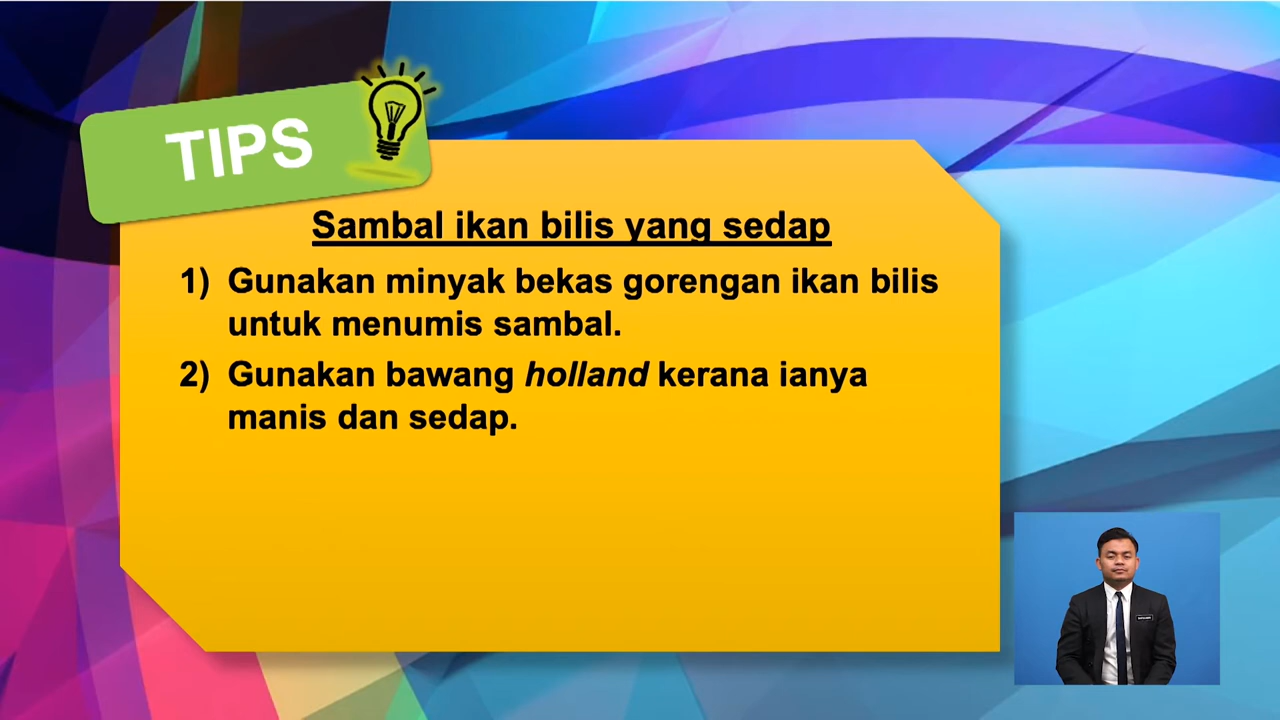 TIPS
Sambal ikan bilis yang sedap
1) Gunakan minyak bekas gorengan ikan bilis
untuk menumis sambal.
2) Gunakan bawang holland kerana ianya
manis dan sedap.